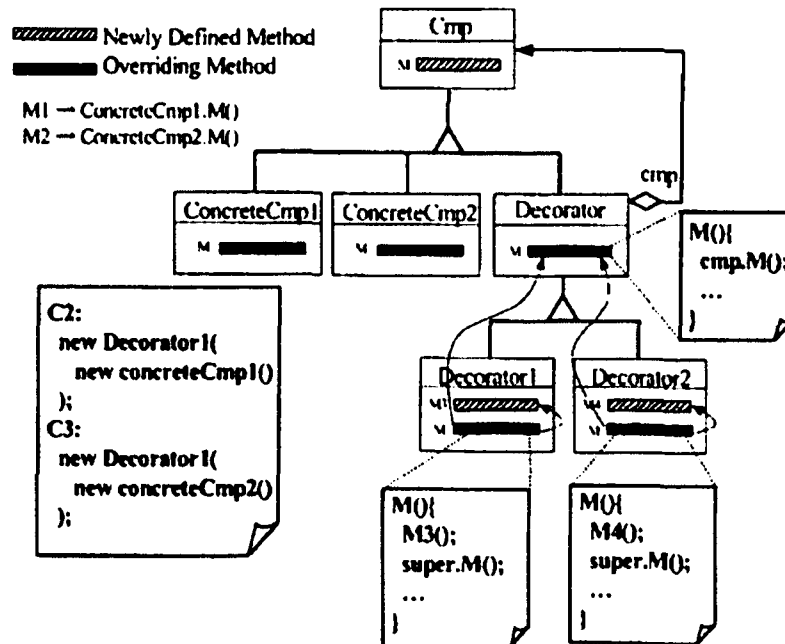 Cmp
Newly Defined Method
M
Overriding Method
M1 → ConcreteCmp1.M()
M2 → ConcreteCmp2.M()
cmp
ConcreteCmp1
ConcreteCmp2
Decorator
M
M
M
M(){
cmp.M();
...
}
C2:
new Decorator1(
new concreteCmp1()
);
C3:
new Decorator1(
new concreteCmp2()
);
Decorator1
Decorator2
M
M
M(){
M3();
super.M();
...
}
M(){
M4();
super.M();
...
}